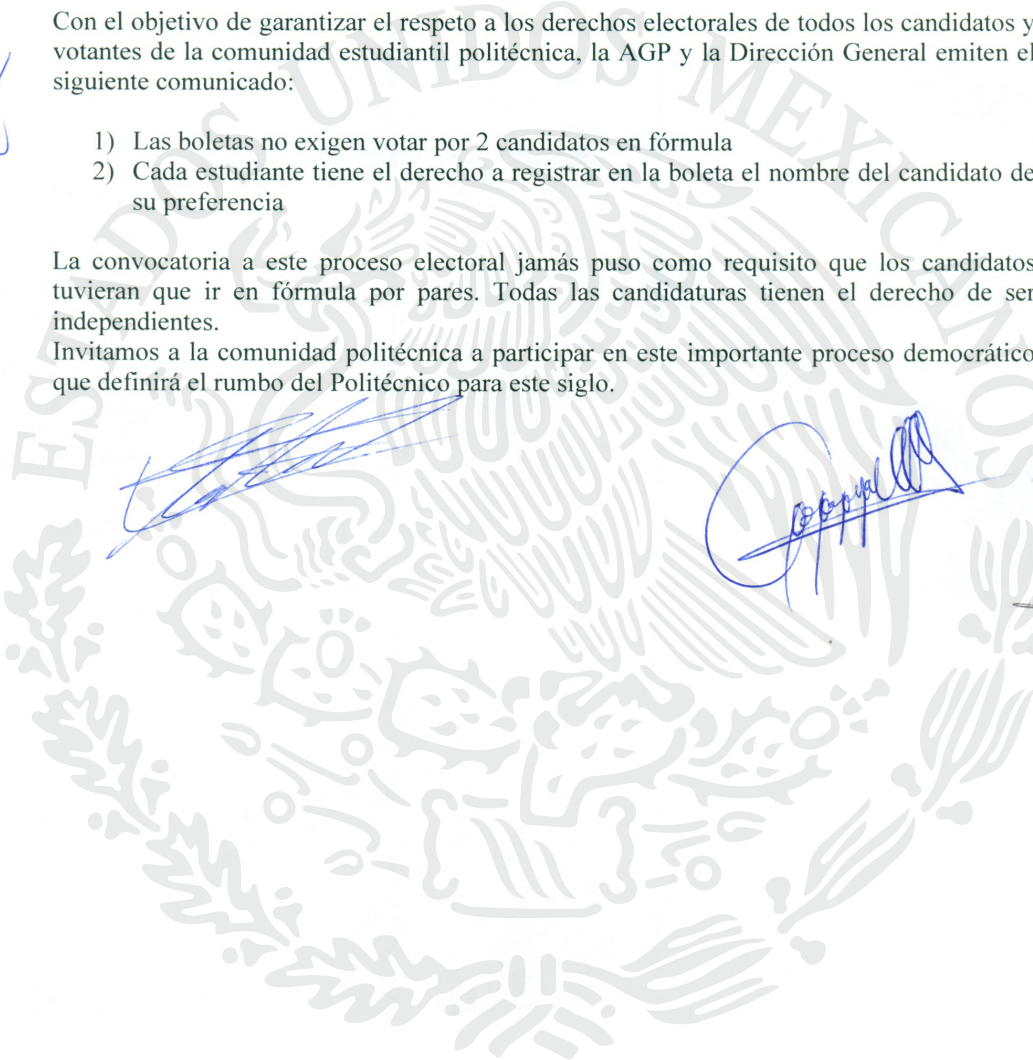 Con el objetivo de garantizar el respeto a los derechos electorales de todos los candidatos y
votantes de la comunidad estudiantil politécnica, la AGP y la Dirección General emiten el
siguiente comunicado:
1) Las boletas no exigen votar por 2 candidatos en fórmula
2) Cada estudiante tiene el derecho a registrar en la boleta el nombre del candidato de
su preferencia
La convocatoria a este proceso electoral jamás puso como requisito que los candidatos
tuvieran que ir en fórmula por pares. Todas las candidaturas tienen el derecho de ser
independientes.
Invitamos a la comunidad politécnica a participar en este importante proceso democrático
que definirá el rumbo del Politécnico para este siglo.
ESTADOS UNIDOS MEXICANOS